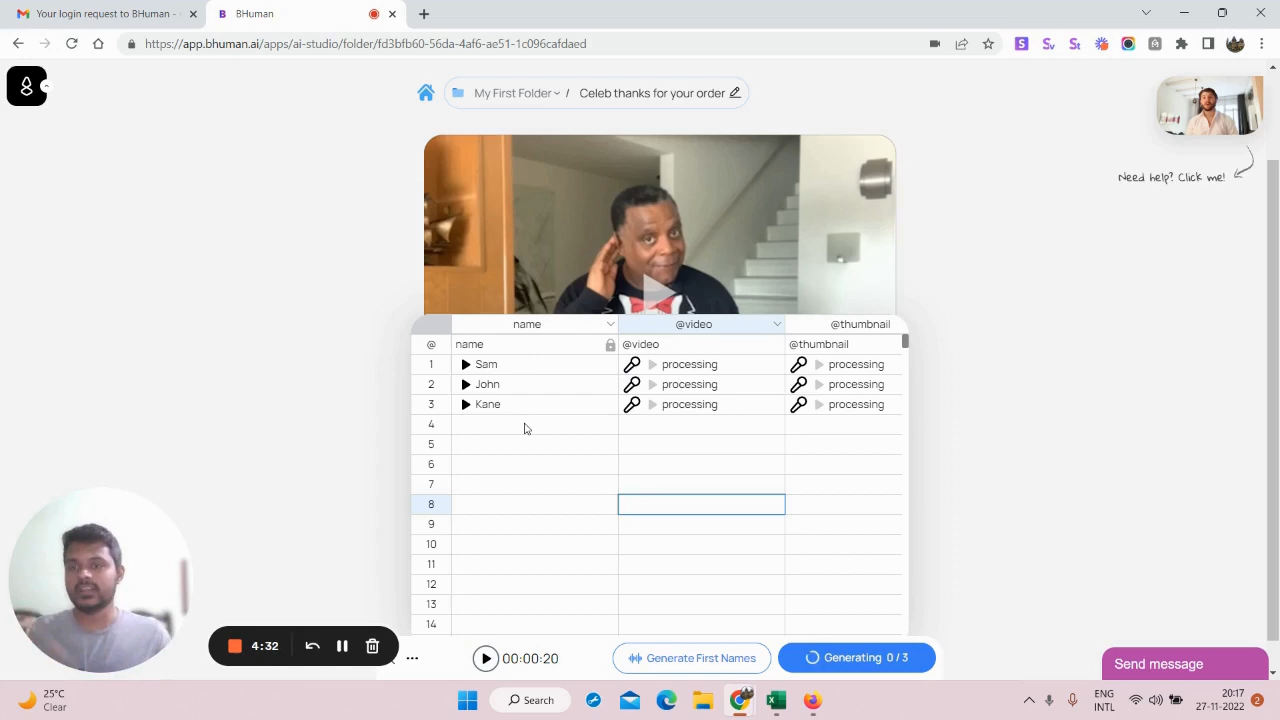 Your login request to BHuman -
BHuman
https://app.bhuman.ai/apps/ai-studio/folder/fd3bfb60-56da-4af6-ae51-1c096cafdaed
My First Folder / Celeb thanks for your order
Need help? Click me!
name @video @thumbnail
@ name @video @thumbnail
1 Sam processing processing
2 John processing processing
3 Kane processing processing
4
5
6
7
8
9
10
11
12
13
14
4:32
00:00:20 Generate First Names Generating 0 / 3
Send message
25°C
Clear
Search
ENG
INTL
20:17
27-11-2022
2